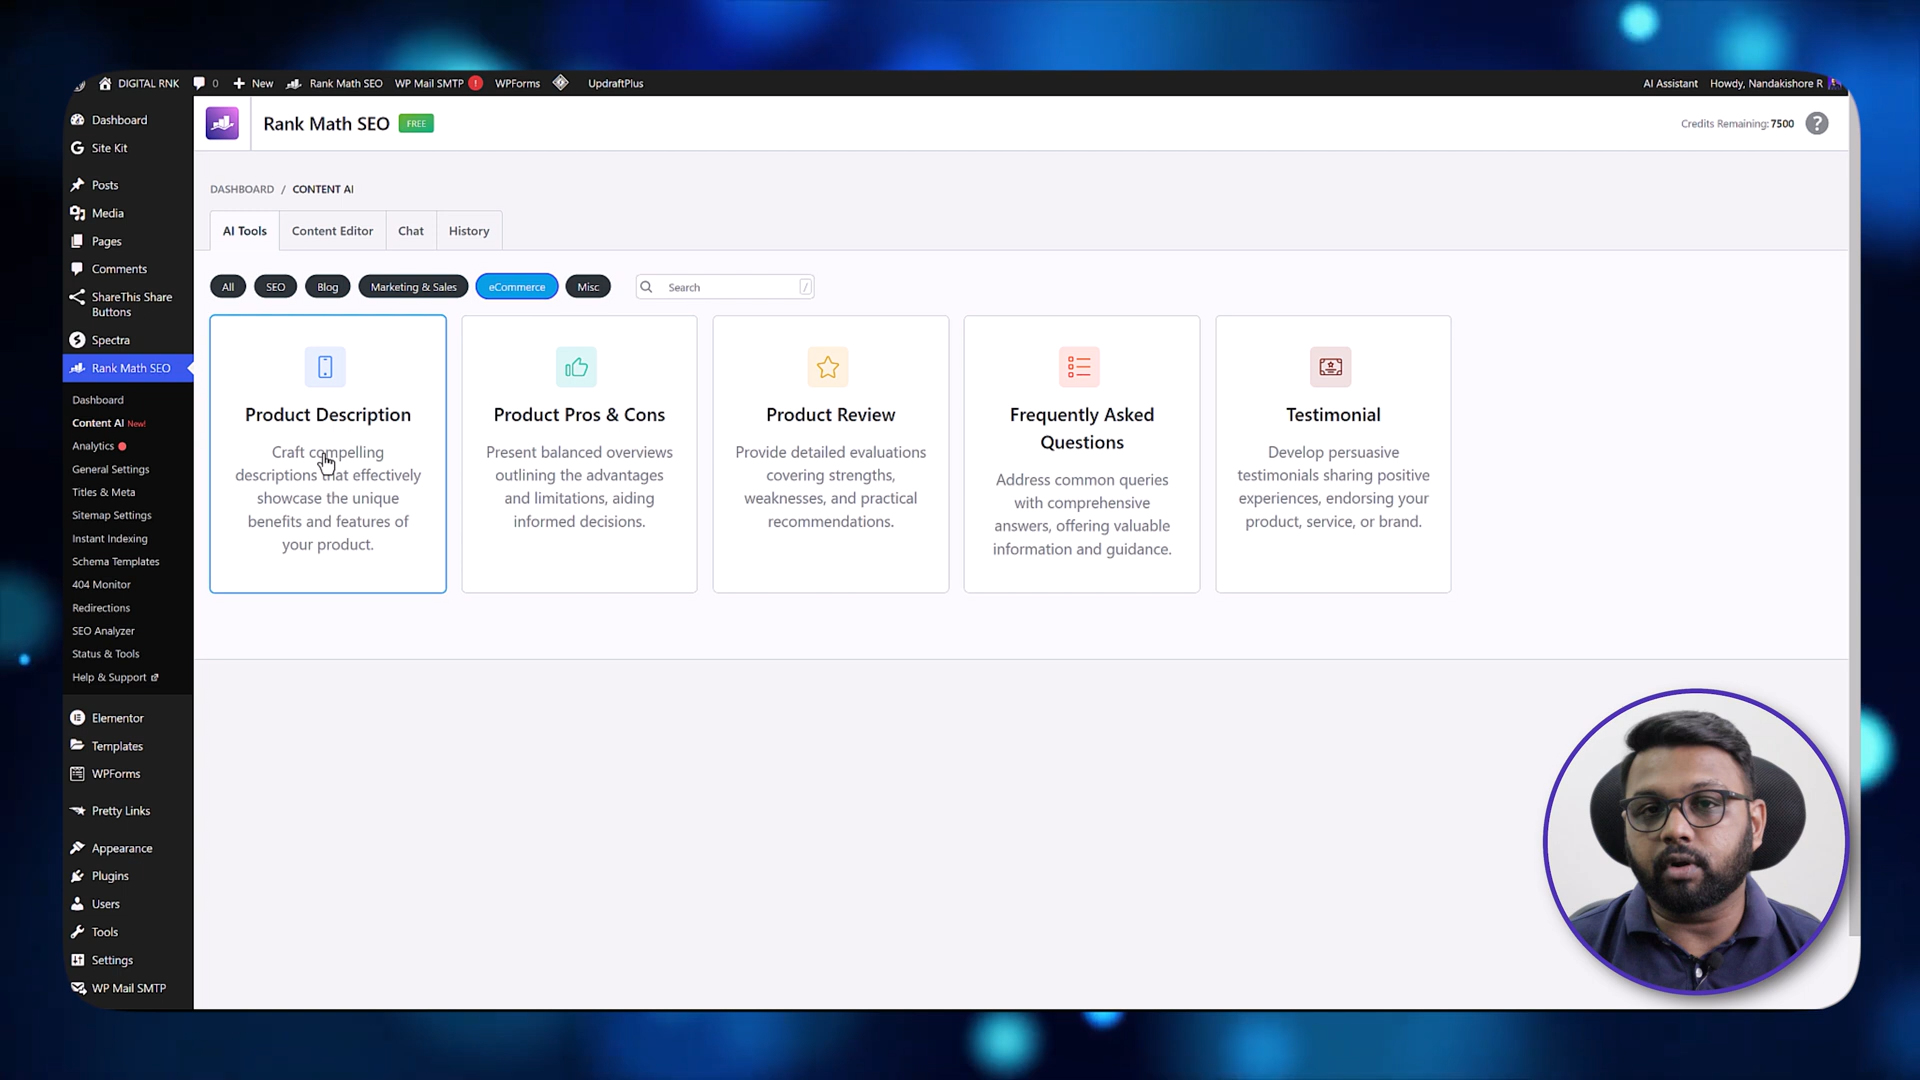 DIGITAL RNK 0 New Rank Math SEO WP Mail SMTP ! WPForms UpdraftPlus AI Assistant Howdy, Nandakishore R
Dashboard
Site Kit
Posts
Media
Pages
Comments
ShareThis Share
Buttons
Spectra
Rank Math SEO
Dashboard
Content AI New!
Analytics
General Settings
Titles & Meta
Sitemap Settings
Instant Indexing
Schema Templates
404 Monitor
Redirections
SEO Analyzer
Status & Tools
Help & Support
Elementor
Templates
WPForms
Pretty Links
Appearance
Plugins
Users
Tools
Settings
WP Mail SMTP
Rank Math SEO FREE
Credits Remaining: 7500 ?
DASHBOARD / CONTENT AI
AI Tools Content Editor Chat History
All SEO Blog Marketing & Sales eCommerce Misc Search /
Product Description
Craft compelling
descriptions that effectively
showcase the unique
benefits and features of
your product.
Product Pros & Cons
Present balanced overviews
outlining the advantages
and limitations, aiding
informed decisions.
Product Review
Provide detailed evaluations
covering strengths,
weaknesses, and practical
recommendations.
Frequently Asked
Questions
Address common queries
with comprehensive
answers, offering valuable
information and guidance.
Testimonial
Develop persuasive
testimonials sharing positive
experiences, endorsing your
product, service, or brand.